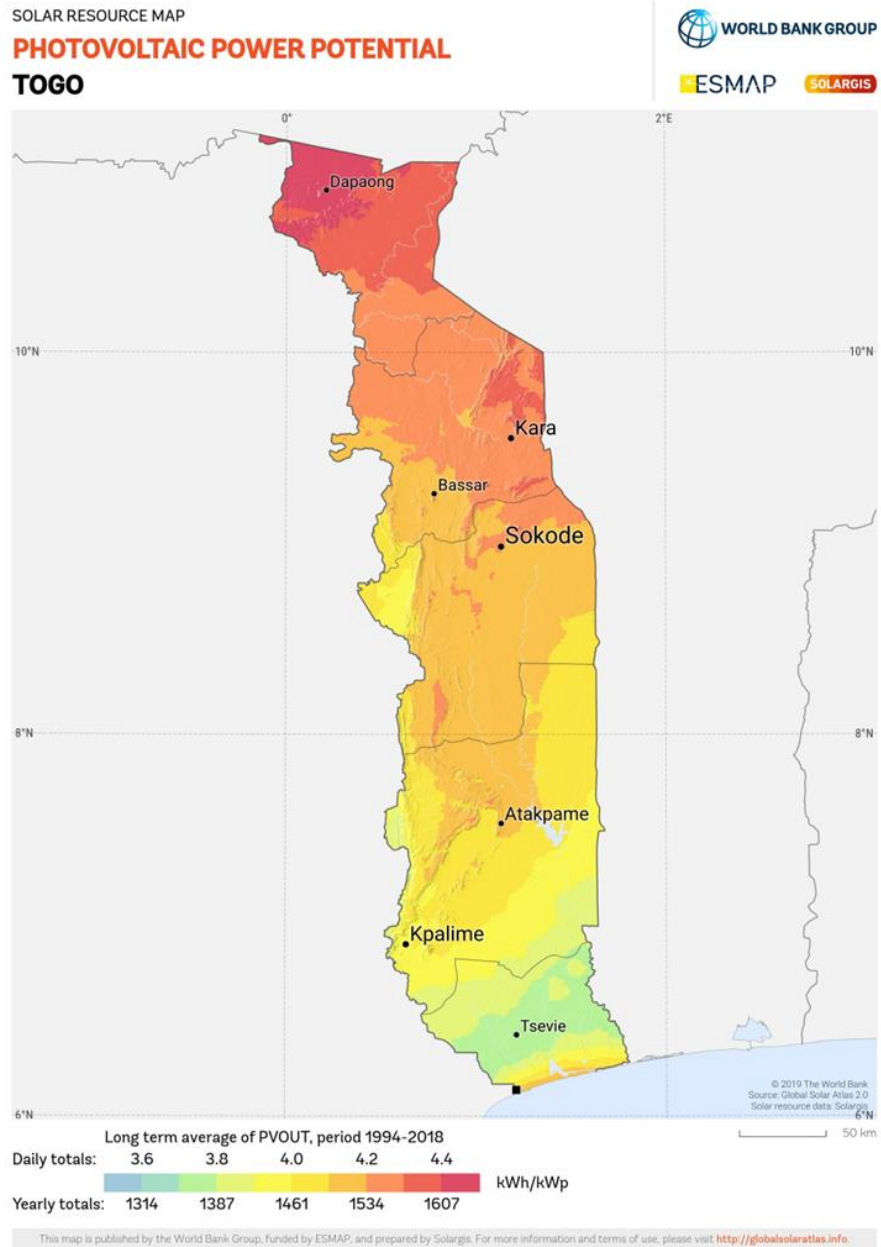 SOLAR RESOURCE MAP
PHOTOVOLTAIC POWER POTENTIAL
TOGO
WORLD BANK GROUP
ESMAP
SOLARGIS
0° 2°E
Dapaong
10°N 10°N
Kara
Bassar
Sokode
8°N 8°N
Atakpame
Kpalime
Tsevie
© 2019 The World Bank
Source: Global Solar Atlas 2.0
Solar resource data: Solargis
6°N 6°N
50 km
Long term average of PVOUT, period 1994-2018
Daily totals: 3.6 3.8 4.0 4.2 4.4
kWh/kWp
Yearly totals: 1314 1387 1461 1534 1607
This map is published by the World Bank Group, funded by ESMAP, and prepared by Solargis. For more information and terms of use, please visit http://globalsolaratlas.info.